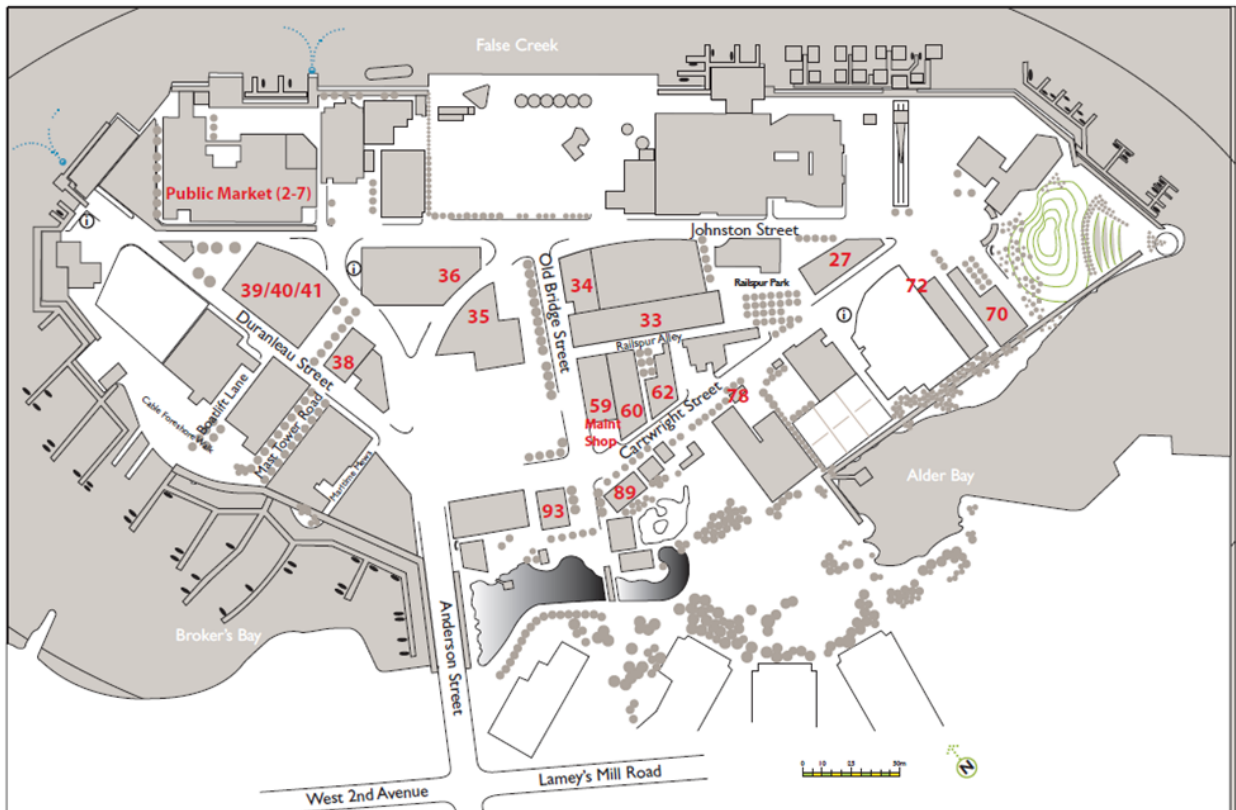 False Creek
Public Market (2-7)
i
Johnston Street
39/40/41
i
36
Old Bridge Street
34
27
Railspur Park
72
70
35
33
i
Railspur Alley
Duranleau Street
38
59
60
62
78
Maint
Shop
Cartwright Street
Boatlift Lane
Cable Foreshore Walk
Mast Tower Road
Maritime Mews
Alder Bay
89
93
Broker's Bay
Anderson Street
Lamey's Mill Road
West 2nd Avenue
0 10 25 50m
N